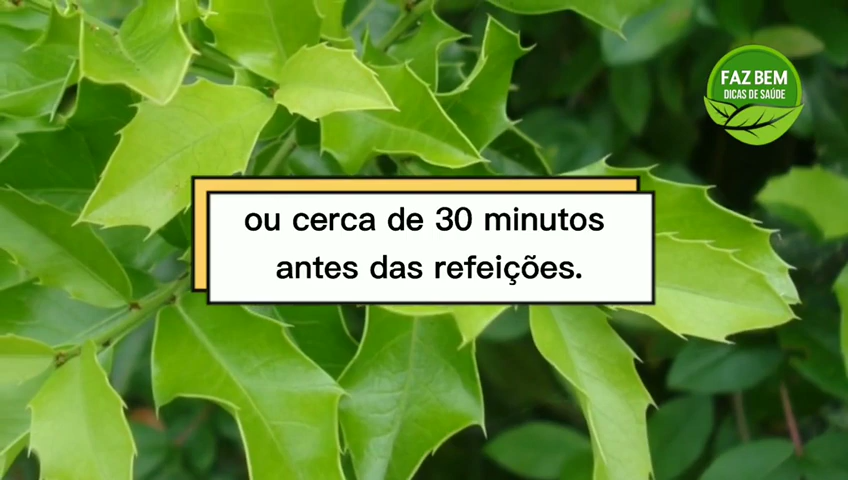 FAZ BEM
DICAS DE SAÚDE
ou cerca de 30 minutos
antes das refeições.